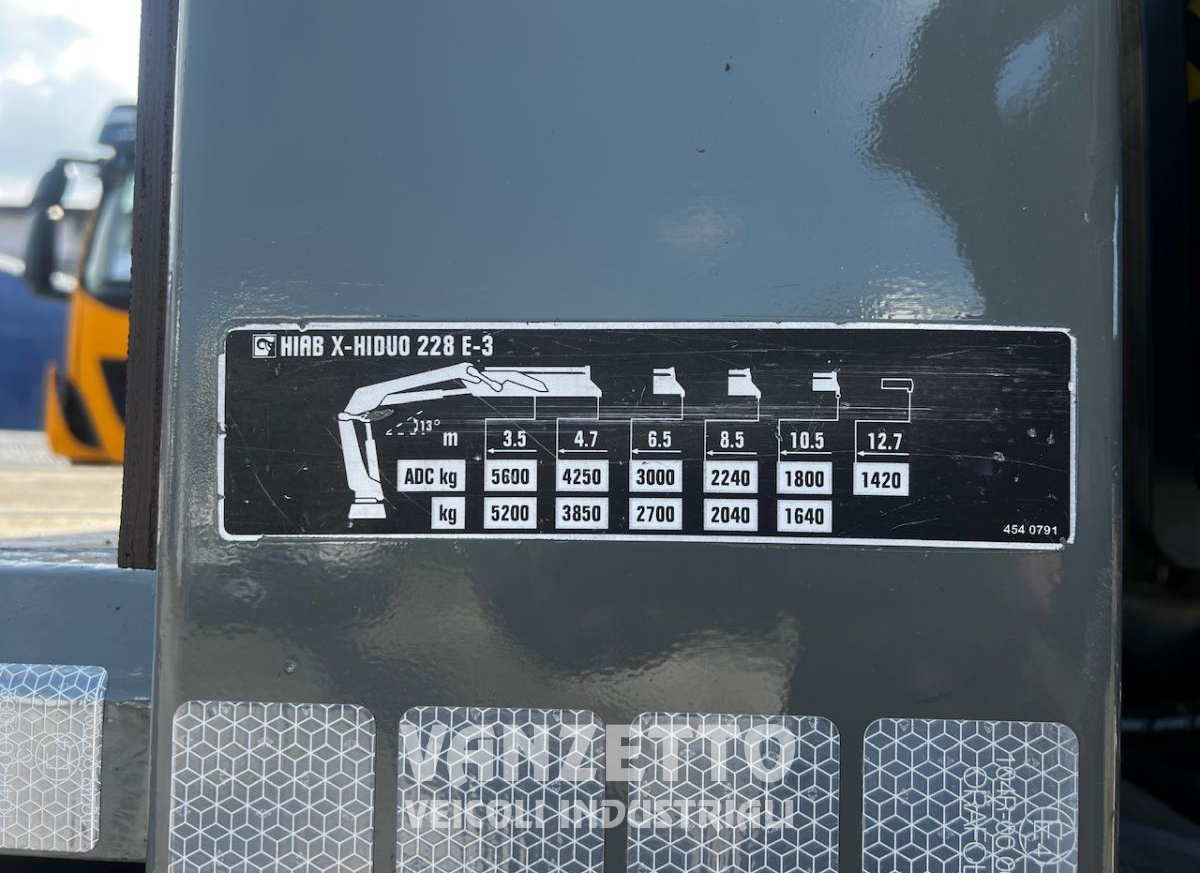 HIAB X-HIDUO 228 E-3
13°
m 3.5 4.7 6.5 8.5 10.5 12.7
ADC kg 5600 4250 3000 2240 1800 1420
kg 5200 3850 2700 2040 1640
454 0791
VANZETTO
VEICOLI INDUSTRIALI